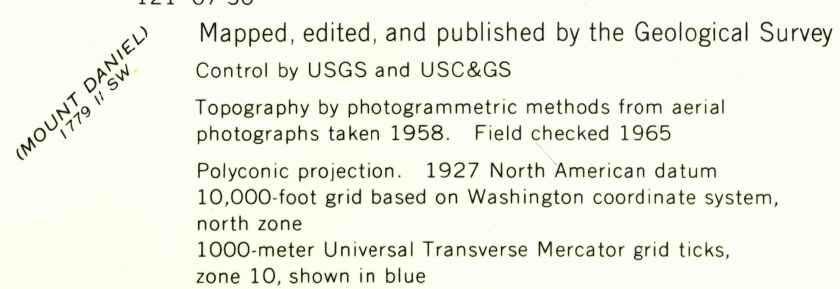 (MOUNT DANIEL)
1779 II SW
Mapped, edited, and published by the Geological Survey
Control by USGS and USC&GS
Topography by photogrammetric methods from aerial
photographs taken 1958. Field checked 1965
Polyconic projection. 1927 North American datum
10,000-foot grid based on Washington coordinate system,
north zone
1000-meter Universal Transverse Mercator grid ticks,
zone 10, shown in blue